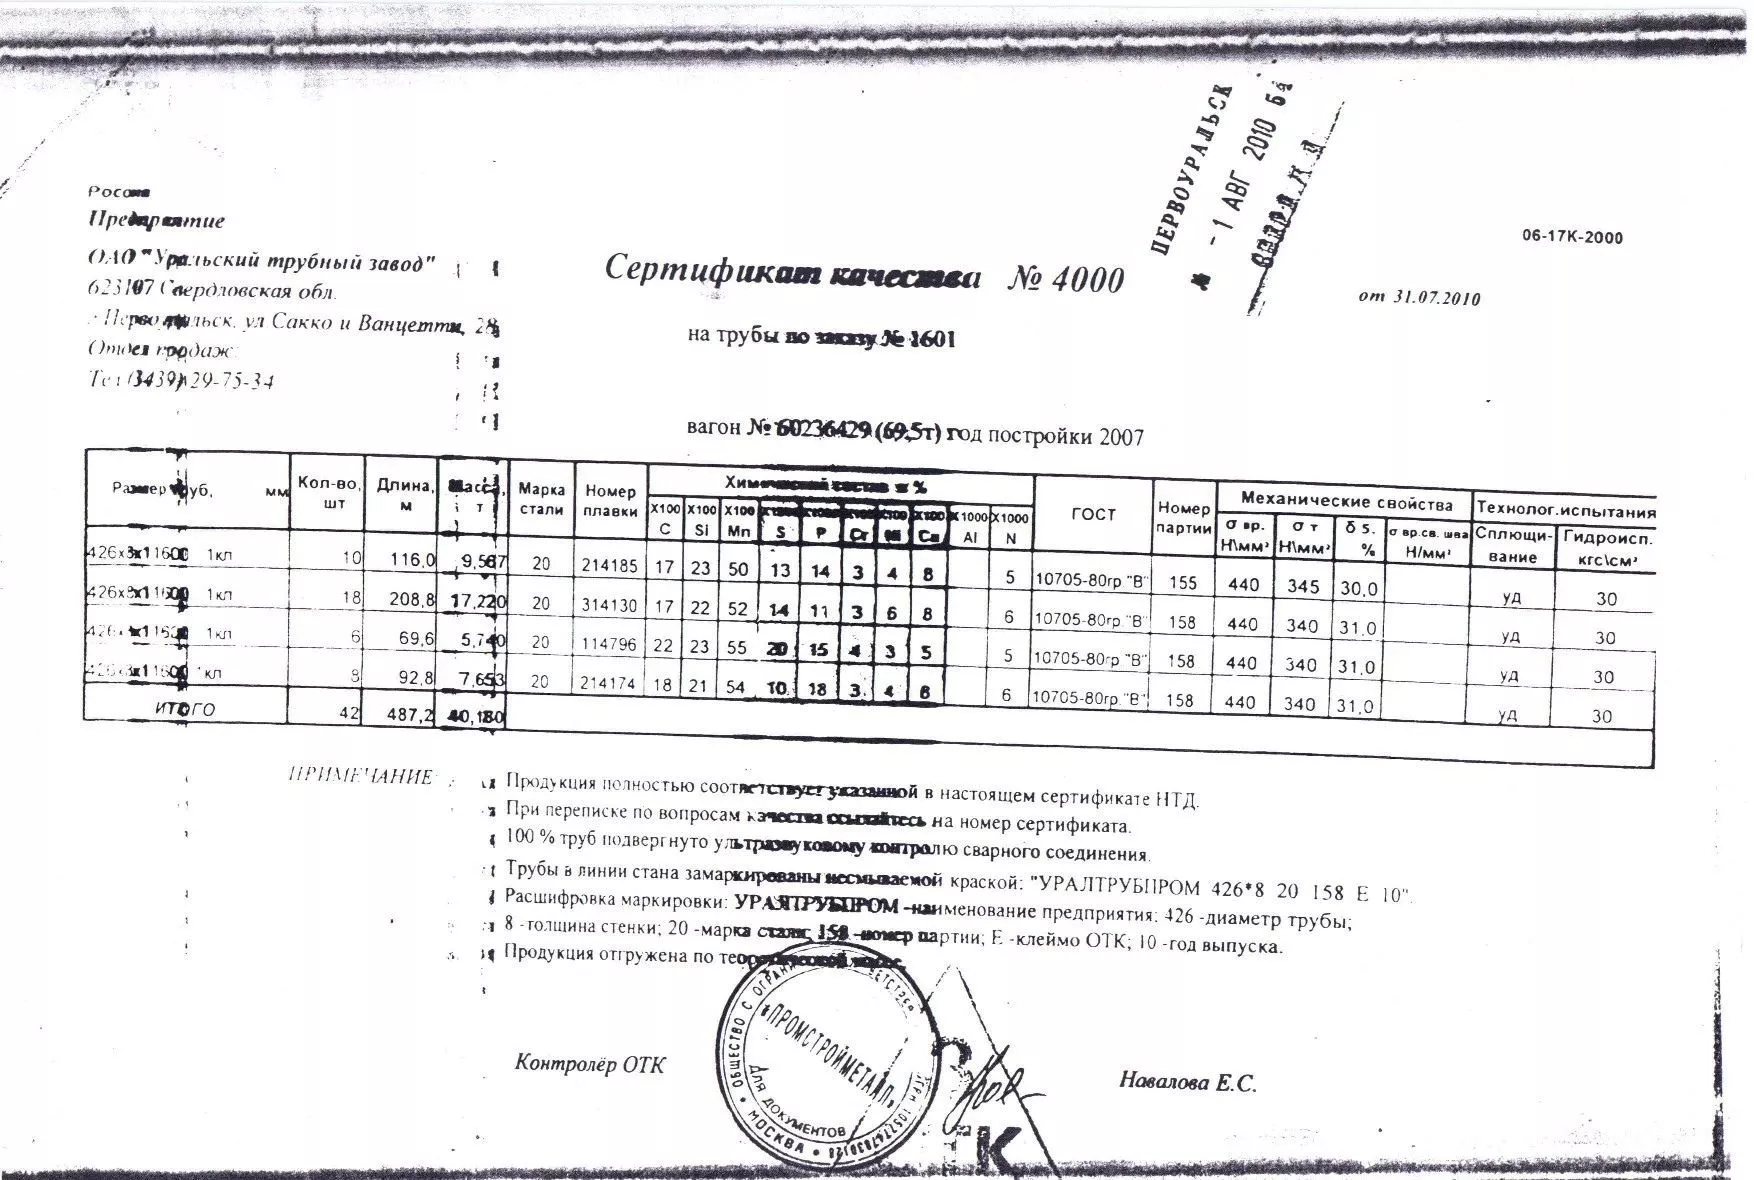 ПЕРВОУРАЛЬСК
- 1 АВГ 2010
06-17К-2000
Россия
Предприятие
ОАО "Уральский трубный завод"
623107 Свердловская обл.
г Первоуральск, ул Сакко и Ванцетти, 28
Отдел продаж:
Тел (3439) 29-75-34
Сертификат качества № 4000
от 31.07.2010
на трубы по заказу № 1601
вагон № 60236429 (69,5т) год постройки 2007
Размер труб, мм Кол-во, шт Длина, м Масса, т Марка стали Номер плавки Химический состав в % ГОСТ Номер партии Механические свойства Технолог.испытания
X100 C X100 Si X100 Mn S P Cr X100 Ni X100 Cu X1000 Al X1000 N σ вр. Н\мм² σ т Н\мм² δ 5. % σ вр.св. шва Н/мм² Сплющивание Гидроисп. кгс\см²
426х8х11600 1кл 10 116,0 9,567 20 214185 17 23 50 13 14 3 4 8 5 10705-80гр "В" 155 440 345 30,0 уд 30
426х8х11600 1кл 18 208,8 17,220 20 314130 17 22 52 14 11 3 6 8 6 10705-80гр."В" 158 440 340 31,0 уд 30
426х8х11600 1кл 6 69,6 5,740 20 114796 22 23 55 20 15 4 3 5 5 10705-80гр "В" 158 440 340 31,0 уд 30
426х8х11600 1кл 8 92,8 7,653 20 214174 18 21 54 10 18 3 4 6 6 10705-80гр."В" 158 440 340 31,0 уд 30
ИТОГО 42 487,2 40,180
ПРИМЕЧАНИЕ
Продукция полностью соответствует указанной в настоящем сертификате НТД.
При переписке по вопросам качества ссылайтесь на номер сертификата.
100 % труб подвергнуто ультразвуковому контролю сварного соединения.
Трубы в линии стана замаркированы несмываемой краской: "УРАЛТРУБПРОМ 426*8 20 158 Е 10".
Расшифровка маркировки: УРАЛТРУБПРОМ -наименование предприятия; 426 -диаметр трубы;
8 -толщина стенки; 20 -марка стали; 158 -номер партии; Е -клеймо ОТК; 10 -год выпуска.
Продукция отгружена по теоретической массе.
Контролёр ОТК
Навалова Е.С.
ОБЩЕСТВО С
"ПРОМСТРОЙМЕТАЛЛ"
ДЛЯ ДОКУМЕНТОВ
МОСКВА